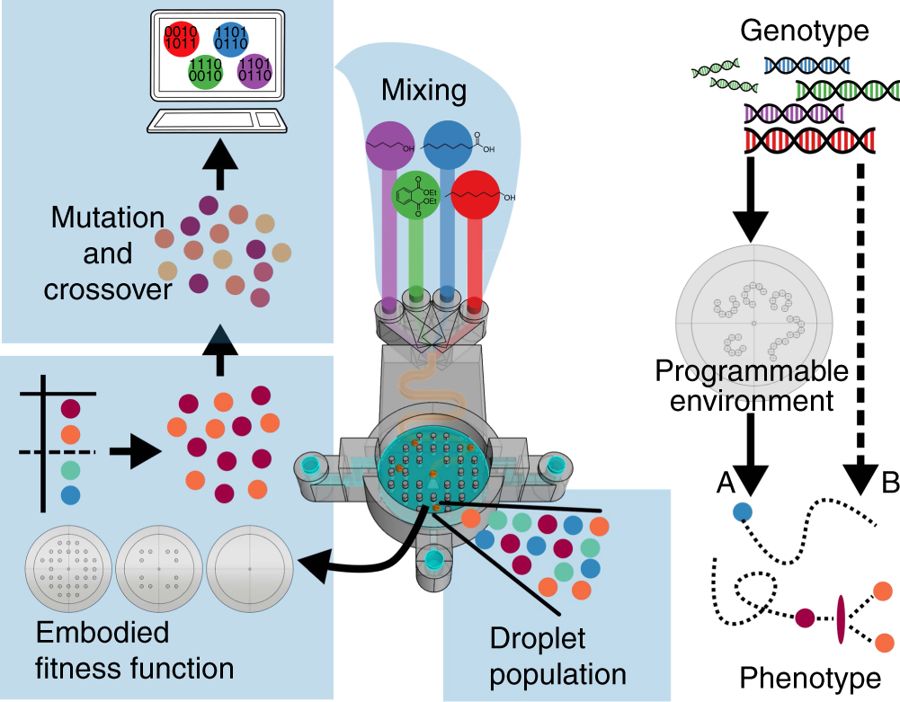 0010
1011
1101
0110
1110
0010
1101
0110
Mutation
and
crossover
Mixing
OH
O
OH
O
OEt
OEt
O
OH
Embodied
fitness function
Droplet
population
Genotype
Programmable
environment
A
B
Phenotype